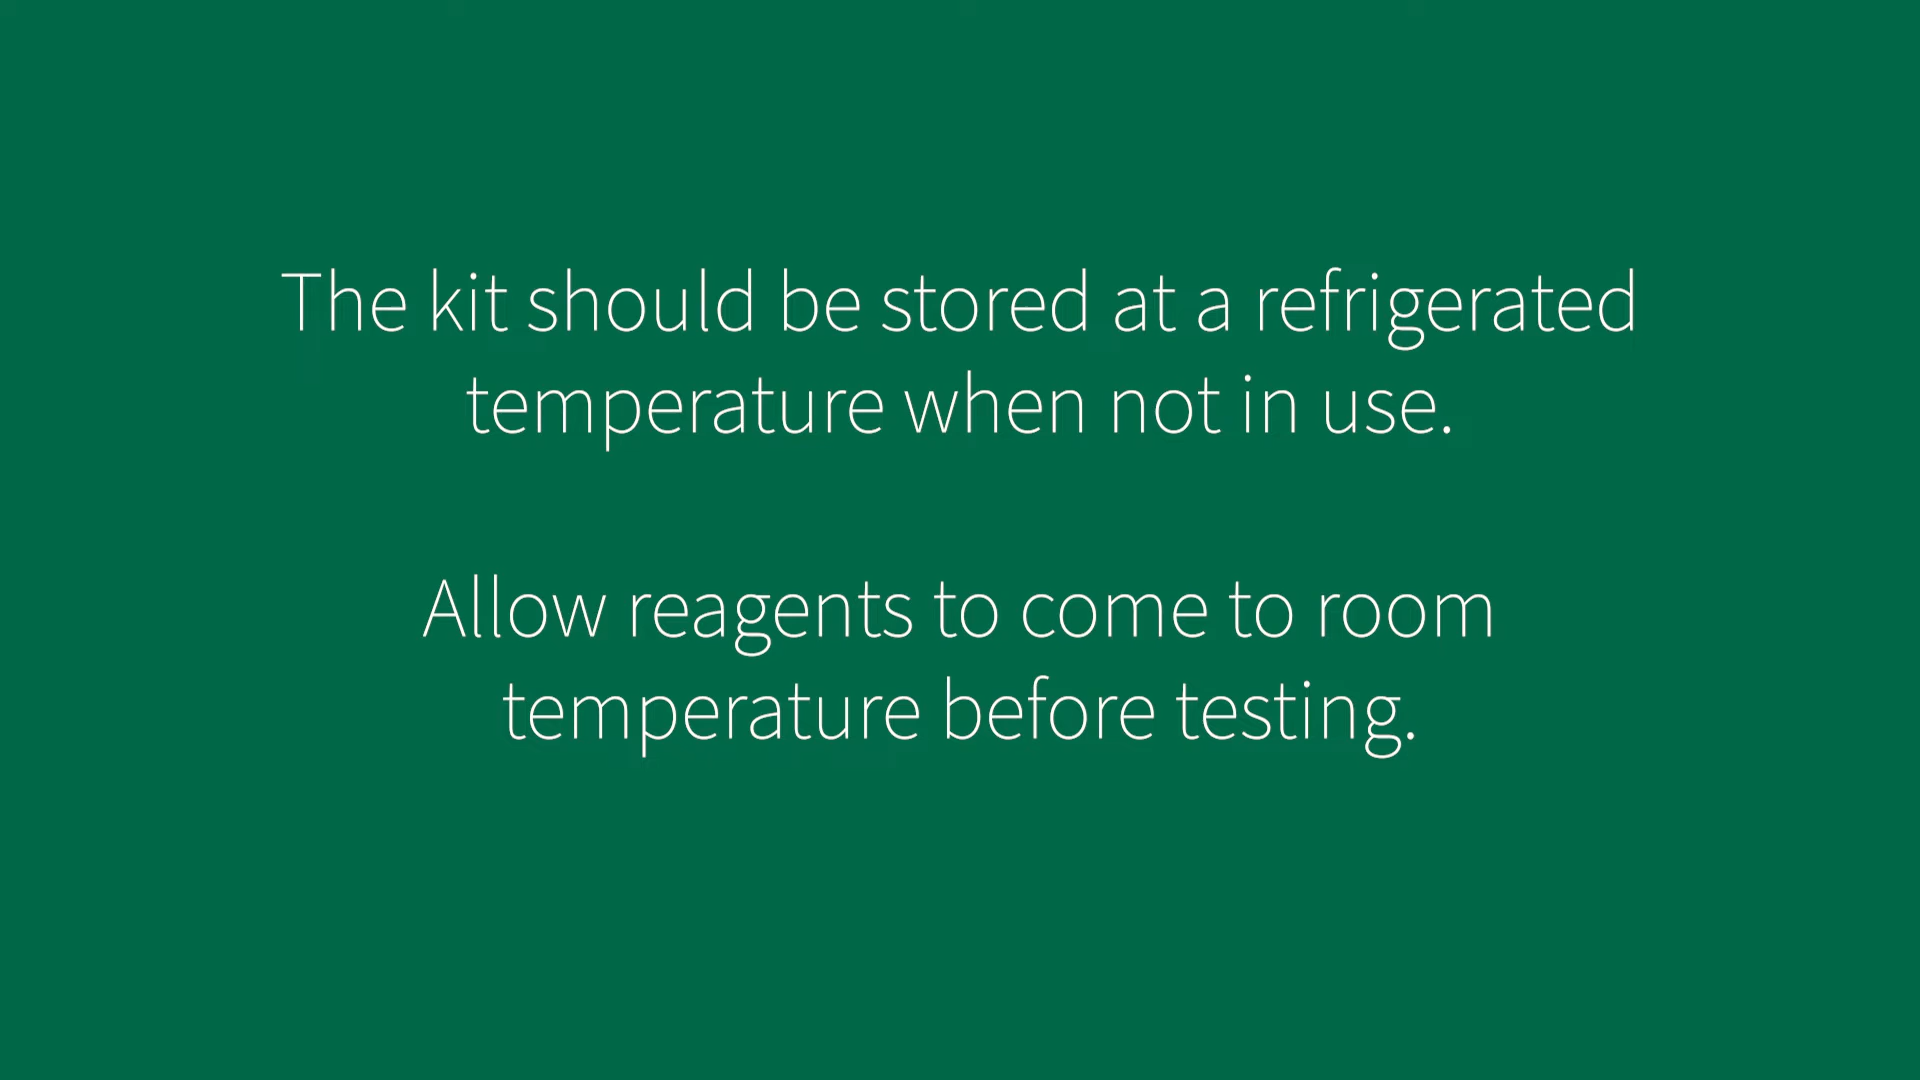 The kit should be stored at a refrigerated
temperature when not in use.
Allow reagents to come to room
temperature before testing.